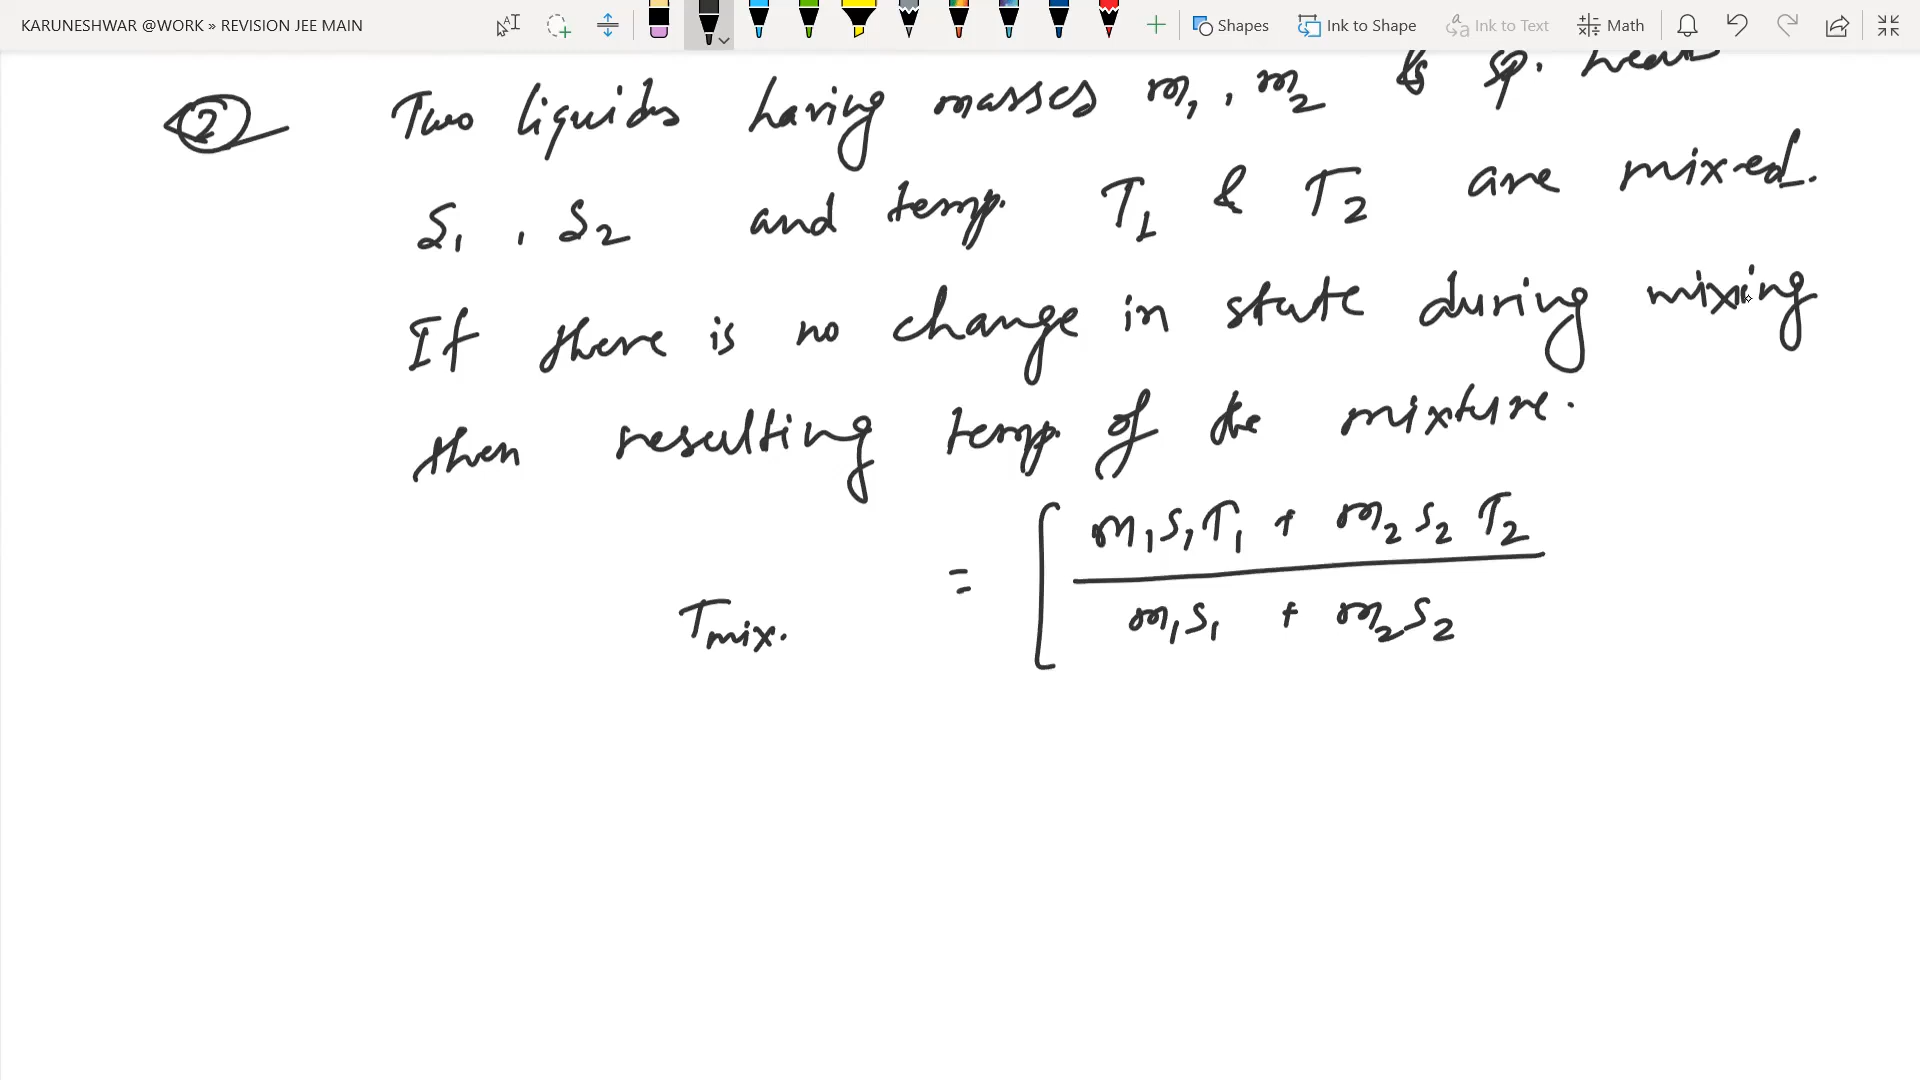 KARUNESHWAR @WORK » REVISION JEE MAIN Shapes Ink to Shape Ink to Text Math
2 Two liquids having masses m₁, m₂ & sp. heat
S₁, S₂ and temp. T₁ & T₂ are mixed.
If there is no change in state during mixing
then resulting temp. of the mixture.
m₁s₁T₁ + m₂s₂T₂
Tmix. = [
m₁s₁ + m₂s₂